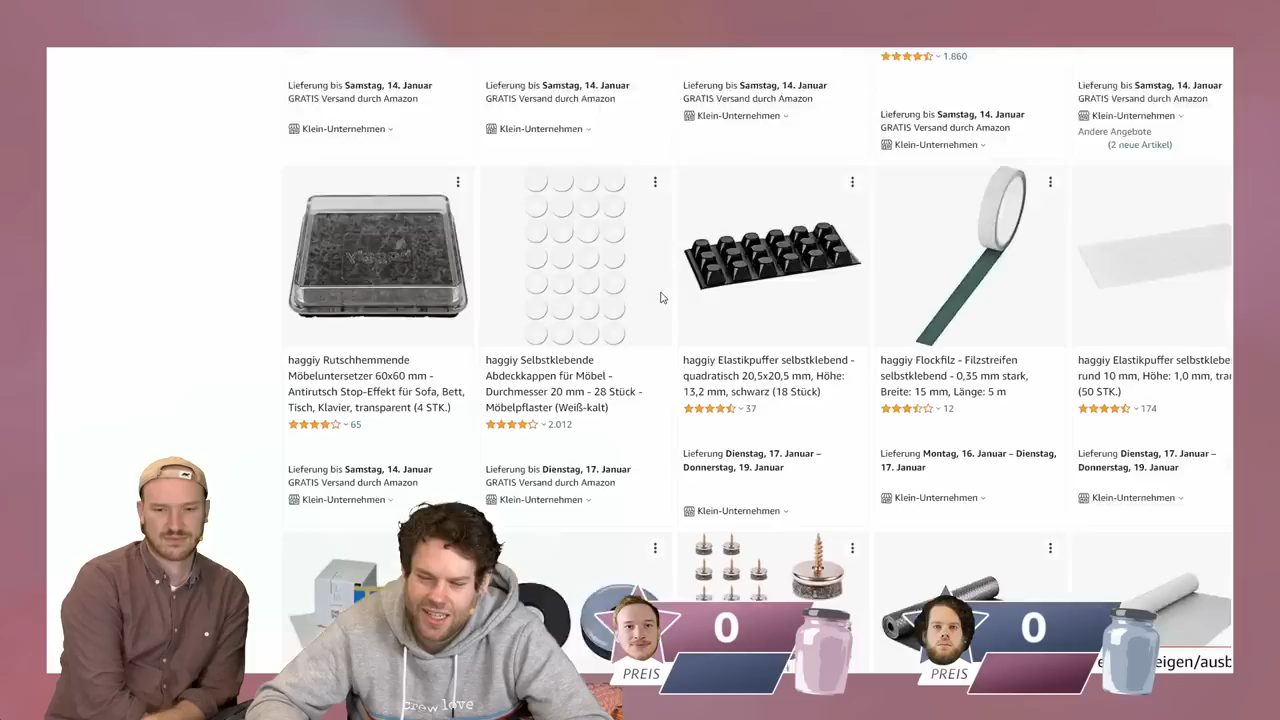 1.860
Lieferung bis Samstag, 14. Januar
GRATIS Versand durch Amazon
Klein-Unternehmen
Lieferung bis Samstag, 14. Januar
GRATIS Versand durch Amazon
Klein-Unternehmen
Lieferung bis Samstag, 14. Januar
GRATIS Versand durch Amazon
Klein-Unternehmen
Lieferung bis Samstag, 14. Januar
GRATIS Versand durch Amazon
Klein-Unternehmen
Lieferung bis Samstag, 14. Januar
GRATIS Versand durch Amazon
Klein-Unternehmen
Andere Angebote
(2 neue Artikel)
haggiy Rutschhemmende
Möbeluntersetzer 60x60 mm -
Antirutsch Stop-Effekt für Sofa, Bett,
Tisch, Klavier, transparent (4 STK.)
65
Lieferung bis Samstag, 14. Januar
GRATIS Versand durch Amazon
Klein-Unternehmen
haggiy Selbstklebende
Abdeckkappen für Möbel -
Durchmesser 20 mm - 28 Stück -
Möbelpflaster (Weiß-kalt)
2.012
Lieferung bis Dienstag, 17. Januar
GRATIS Versand durch Amazon
Klein-Unternehmen
haggiy Elastikpuffer selbstklebend -
quadratisch 20,5x20,5 mm, Höhe:
13,2 mm, schwarz (18 Stück)
37
Lieferung Dienstag, 17. Januar –
Donnerstag, 19. Januar
Klein-Unternehmen
haggiy Flockfilz - Filzstreifen
selbstklebend - 0,35 mm stark,
Breite: 15 mm, Länge: 5 m
12
Lieferung Montag, 16. Januar – Dienstag,
17. Januar
Klein-Unternehmen
haggiy Elastikpuffer selbstklebe
rund 10 mm, Höhe: 1,0 mm, tra
(50 STK.)
174
Lieferung Dienstag, 17. Januar –
Donnerstag, 19. Januar
Klein-Unternehmen
0
PREIS
0
PREIS
eigen/ausb
crew love